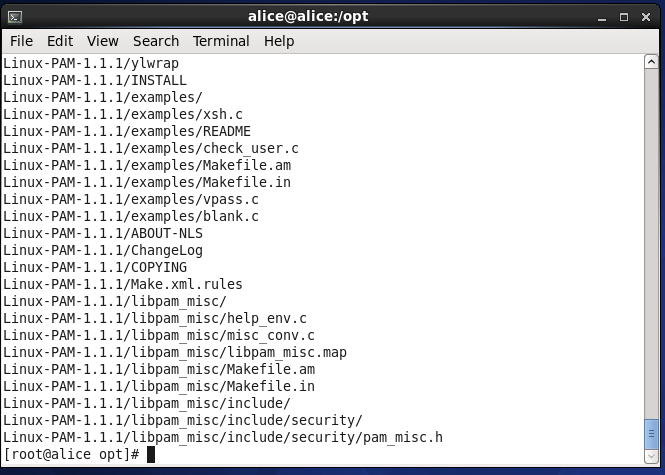 alice@alice:/opt
File Edit View Search Terminal Help
Linux-PAM-1.1.1/ylwrap
Linux-PAM-1.1.1/INSTALL
Linux-PAM-1.1.1/examples/
Linux-PAM-1.1.1/examples/xsh.c
Linux-PAM-1.1.1/examples/README
Linux-PAM-1.1.1/examples/check_user.c
Linux-PAM-1.1.1/examples/Makefile.am
Linux-PAM-1.1.1/examples/Makefile.in
Linux-PAM-1.1.1/examples/vpass.c
Linux-PAM-1.1.1/examples/blank.c
Linux-PAM-1.1.1/ABOUT-NLS
Linux-PAM-1.1.1/ChangeLog
Linux-PAM-1.1.1/COPYING
Linux-PAM-1.1.1/Make.xml.rules
Linux-PAM-1.1.1/libpam_misc/
Linux-PAM-1.1.1/libpam_misc/help_env.c
Linux-PAM-1.1.1/libpam_misc/misc_conv.c
Linux-PAM-1.1.1/libpam_misc/libpam_misc.map
Linux-PAM-1.1.1/libpam_misc/Makefile.am
Linux-PAM-1.1.1/libpam_misc/Makefile.in
Linux-PAM-1.1.1/libpam_misc/include/
Linux-PAM-1.1.1/libpam_misc/include/security/
Linux-PAM-1.1.1/libpam_misc/include/security/pam_misc.h
[root@alice opt]#